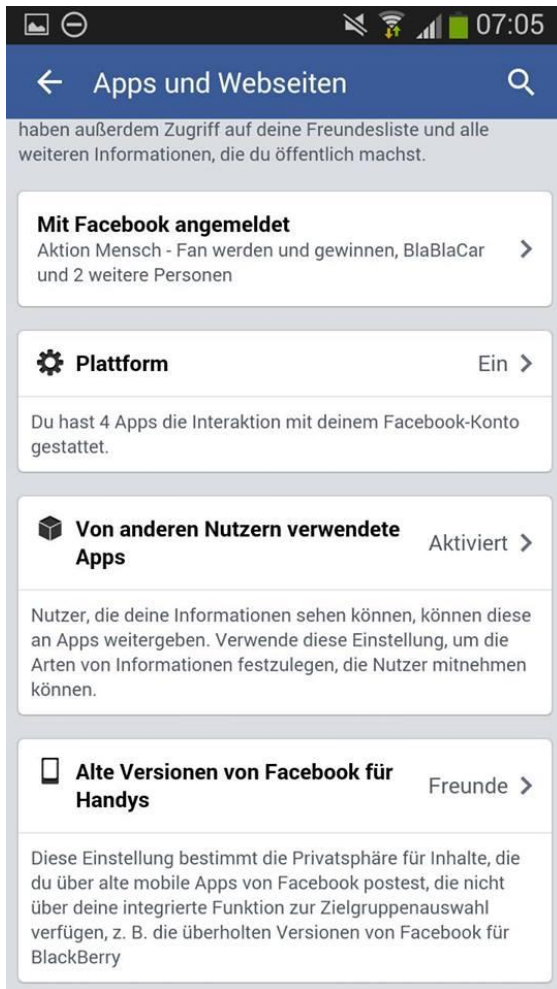 07:05
Apps und Webseiten
haben außerdem Zugriff auf deine Freundesliste und alle
weiteren Informationen, die du öffentlich machst.
Mit Facebook angemeldet
Aktion Mensch - Fan werden und gewinnen, BlaBlaCar
und 2 weitere Personen
Plattform Ein
Du hast 4 Apps die Interaktion mit deinem Facebook-Konto
gestattet.
Von anderen Nutzern verwendete
Apps
Aktiviert
Nutzer, die deine Informationen sehen können, können diese
an Apps weitergeben. Verwende diese Einstellung, um die
Arten von Informationen festzulegen, die Nutzer mitnehmen
können.
Alte Versionen von Facebook für
Handys
Freunde
Diese Einstellung bestimmt die Privatsphäre für Inhalte, die
du über alte mobile Apps von Facebook postest, die nicht
über deine integrierte Funktion zur Zielgruppenauswahl
verfügen, z. B. die überholten Versionen von Facebook für
BlackBerry